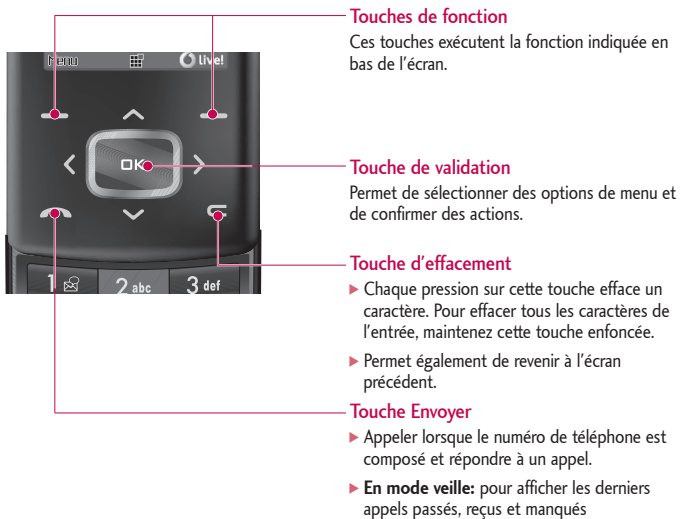 Touches de fonction
Ces touches exécutent la fonction indiquée en
bas de l'écran.
Menu
live!
OK
Touche de validation
Permet de sélectionner des options de menu et
de confirmer des actions.
Touche d'effacement
▶ Chaque pression sur cette touche efface un
caractère. Pour effacer tous les caractères de
l'entrée, maintenez cette touche enfoncée.
▶ Permet également de revenir à l'écran
précédent.
1
2 abc
3 def
Touche Envoyer
▶ Appeler lorsque le numéro de téléphone est
composé et répondre à un appel.
▶ En mode veille: pour afficher les derniers
appels passés, reçus et manqués